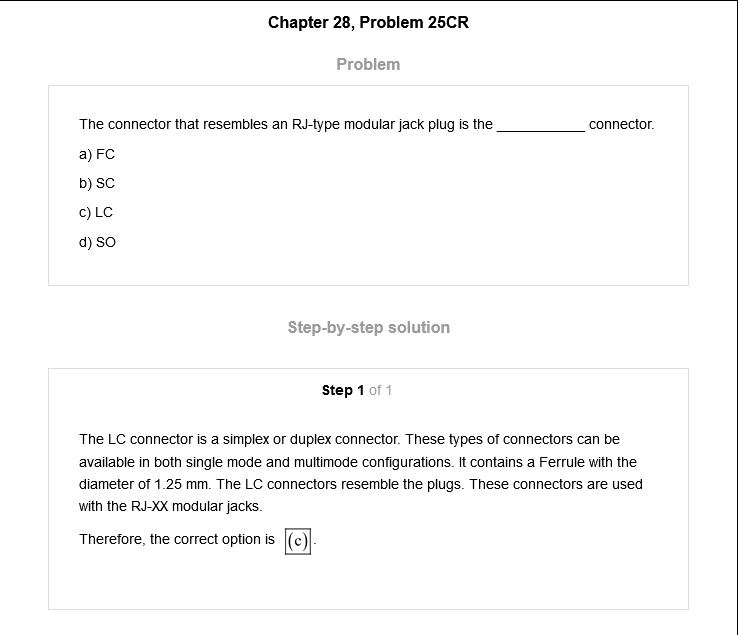 Chapter 28, Problem 25CR
Problem
The connector that resembles an RJ-type modular jack plug is the ___________ connector.
a) FC
b) SC
c) LC
d) SO
Step-by-step solution
Step 1 of 1
The LC connector is a simplex or duplex connector. These types of connectors can be
available in both single mode and multimode configurations. It contains a Ferrule with the
diameter of 1.25 mm. The LC connectors resemble the plugs. These connectors are used
with the RJ-XX modular jacks.
Therefore, the correct option is (c).